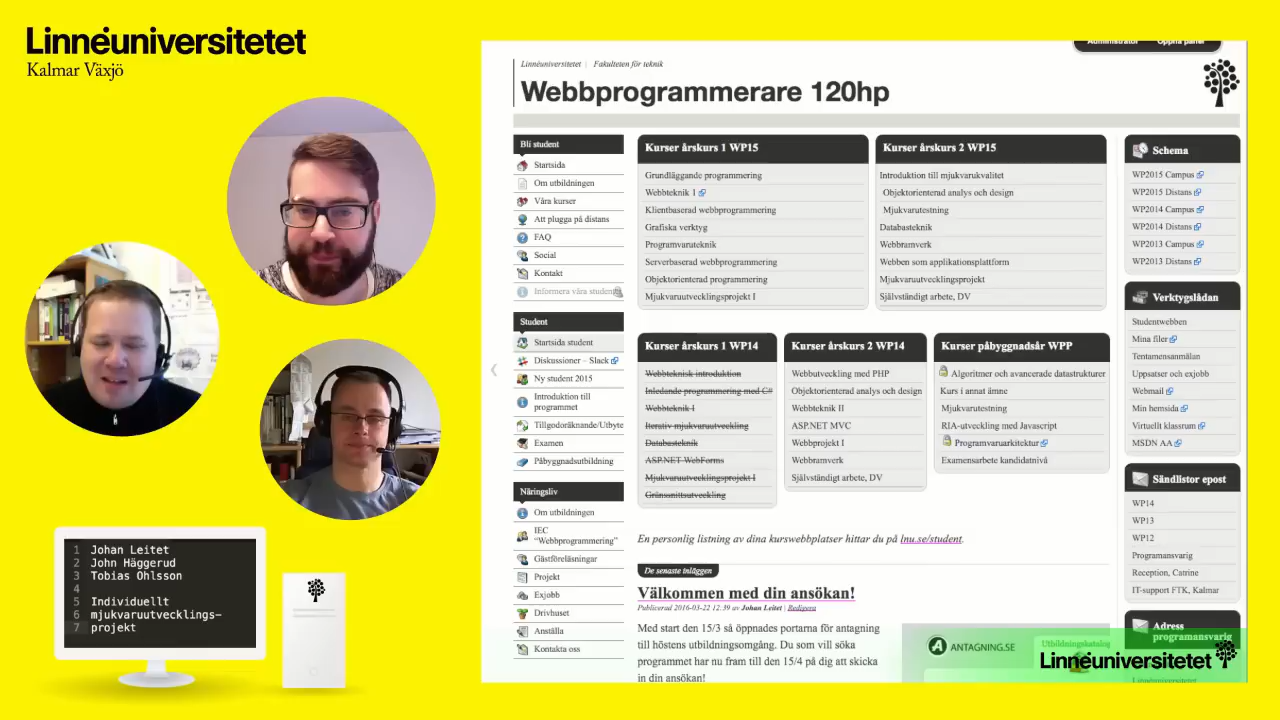 Linnéuniversitetet
Kalmar Växjö
1 Johan Leitet
2 John Häggerud
3 Tobias Ohlsson
4
5 Individuellt
6 mjukvaruutvecklings-
7 projekt
Administratör Öppna panel
Linnéuniversitetet | Fakulteten för teknik
Webbprogrammerare 120hp
Bli student
Startsida
Om utbildningen
Våra kurser
Att plugga på distans
FAQ
Social
Kontakt
Informera våra studenter
Student
Startsida student
Diskussioner – Slack
Ny student 2015
Introduktion till
programmet
Tillgodoräknande/Utbyte
Examen
Påbyggnadsutbildning
Näringsliv
Om utbildningen
IEC
"Webbprogrammering"
Gästföreläsningar
Projekt
Exjobb
Drivhuset
Anställa
Kontakta oss
Kurser årskurs 1 WP15
Grundläggande programmering
Webbteknik 1
Klientbaserad webbprogrammering
Grafiska verktyg
Programvaruteknik
Serverbaserad webbprogrammering
Objektorienterad programmering
Mjukvaruutvecklingsprojekt I
Kurser årskurs 2 WP15
Introduktion till mjukvarukvalitet
Objektorienterad analys och design
Mjukvarutestning
Databasteknik
Webbramverk
Webben som applikationsplattform
Mjukvaruutvecklingsprojekt
Självständigt arbete, DV
Kurser årskurs 1 WP14
Webbteknisk introduktion
Inledande programmering med C#
Webbteknik I
Iterativ mjukvaruutveckling
Databasteknik
ASP.NET WebForms
Mjukvaruutvecklingsprojekt I
Gränssnittsutveckling
Kurser årskurs 2 WP14
Webbutveckling med PHP
Objektorienterad analys och design
Webbteknik II
ASP.NET MVC
Webbprojekt I
Webbramverk
Självständigt arbete, DV
Kurser påbyggnadsår WPP
Algoritmer och avancerade datastrukturer
Kurs i annat ämne
Mjukvarutestning
RIA-utveckling med Javascript
Programvaruarkitektur
Examensarbete kandidatnivå
En personlig listning av dina kurswebbplatser hittar du på lnu.se/student.
De senaste inläggen
Välkommen med din ansökan!
Publicerad 2016-03-22 12:39 av Johan Leitet | Redigera
Med start den 15/3 så öppnades portarna för antagning
till höstens utbildningsomgång. Du som vill söka
programmet har nu fram till den 15/4 på dig att skicka
in din ansökan!
ANTAGNING.SE
Utbildningskatalog
Schema
WP2015 Campus
WP2015 Distans
WP2014 Campus
WP2014 Distans
WP2013 Campus
WP2013 Distans
Verktygslådan
Studentwebben
Mina filer
Tentamensanmälan
Uppsatser och exjobb
Webmail
Min hemsida
Virtuellt klassrum
MSDN AA
Sändlistor epost
WP14
WP13
WP12
Programansvarig
Reception, Catrine
IT-support FTK, Kalmar
Adress
programansvarig
Linnéuniversitetet
Linnéuniversitetet